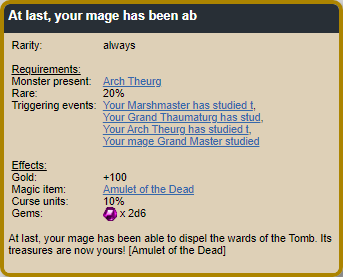 At last, your mage has been ab
Rarity: always
Requirements:
Monster present: Arch Theurg
Rare: 20%
Triggering events: Your Marshmaster has studied t,
Your Grand Thaumaturg has stud,
Your Arch Theurg has studied t,
Your mage Grand Master studied
Effects:
Gold: +100
Magic item: Amulet of the Dead
Curse units: 10%
Gems: x 2d6
At last, your mage has been able to dispel the wards of the Tomb. Its
treasures are now yours! [Amulet of the Dead]